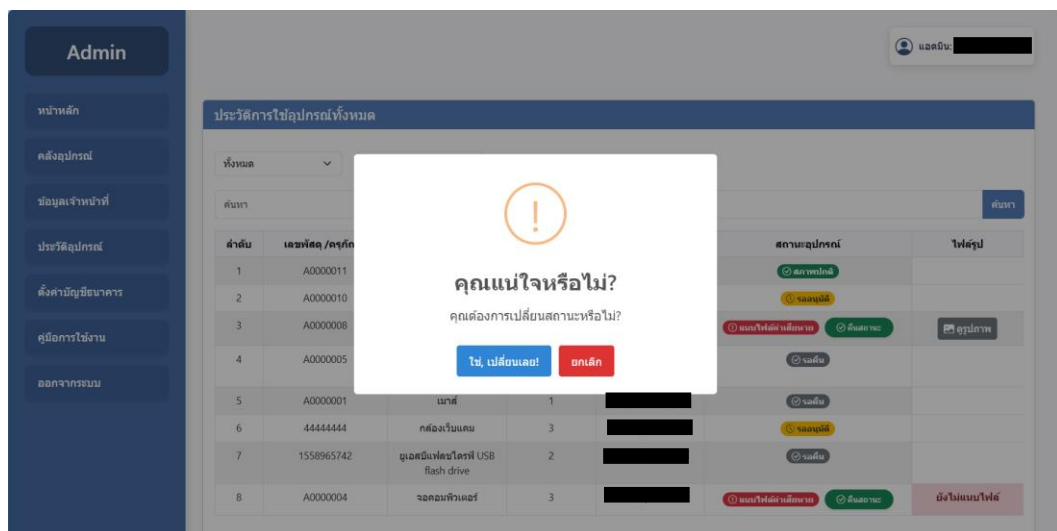 Admin
แอดมิน:
หน้าหลัก
คลังอุปกรณ์
ข้อมูลเจ้าหน้าที่
ประวัติอุปกรณ์
ตั้งค่าบัญชีธนาคาร
คู่มือการใช้งาน
ออกจากระบบ
ประวัติการใช้อุปกรณ์ทั้งหมด
ทั้งหมด
ค้นหา ค้นหา
คุณแน่ใจหรือไม่?
คุณต้องการเปลี่ยนสถานะหรือไม่?
ใช่, เปลี่ยนเลย! ยกเลิก
ลำดับ เลขพัสดุ /ครุภัณ สถานะอุปกรณ์ ไฟล์รูป
1 A0000011 สภาพปกติ
2 A0000010 รออนุมัติ
3 A0000008 แนบไฟล์ค่าเสียหาย คืนสถานะ ดูรูปภาพ
4 A0000005 รอคืน
5 A0000001 เมาส์ 1 รอคืน
6 44444444 กล้องเว็บแคม 3 รออนุมัติ
7 1558965742 ยูเอสบีแฟลชไดรฟ์ USB 2 รอคืน
flash drive
8 A0000004 จอคอมพิวเตอร์ 3 แนบไฟล์ค่าเสียหาย คืนสถานะ ยังไม่แนบไฟล์